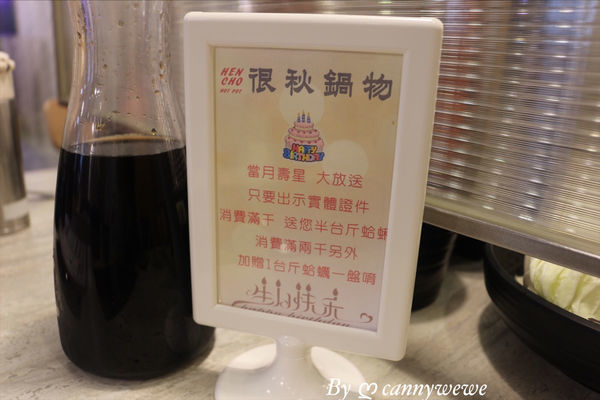 HEN CHO
HOT POT
很秋鍋物
HAPPY
BIRTHDAY
當月壽星 大放送
只要出示實體證件
消費滿千 送您半台斤蛤蠣
消費滿兩千另外
加贈1台斤蛤蠣一盤唷
生日快樂
By ღ cannywewe